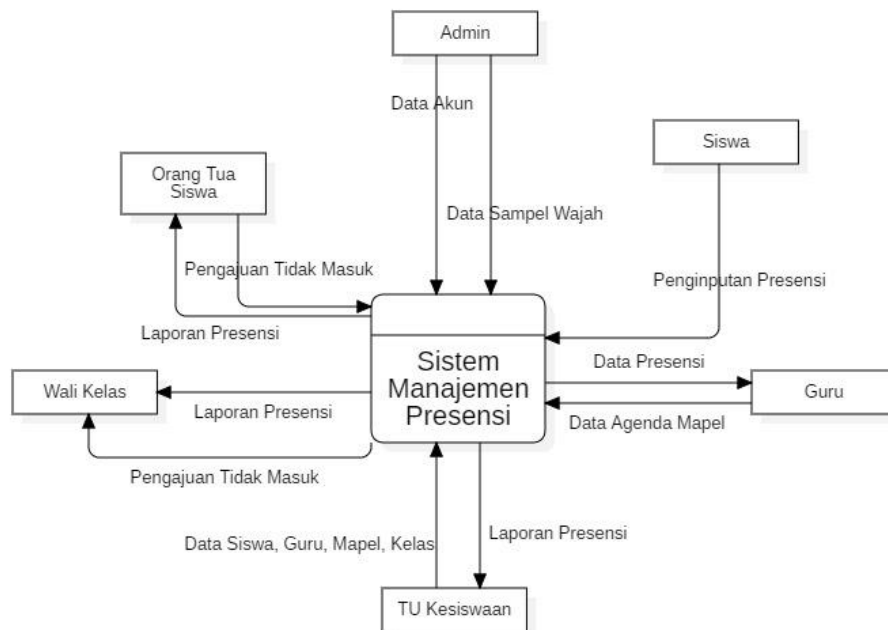 Admin
Data Akun
Siswa
Orang Tua
Siswa
Data Sampel Wajah
Pengajuan Tidak Masuk
Penginputan Presensi
Laporan Presensi
Sistem
Manajemen
Presensi
Data Presensi
Wali Kelas
Guru
Laporan Presensi
Data Agenda Mapel
Pengajuan Tidak Masuk
Laporan Presensi
Data Siswa, Guru, Mapel, Kelas
TU Kesiswaan